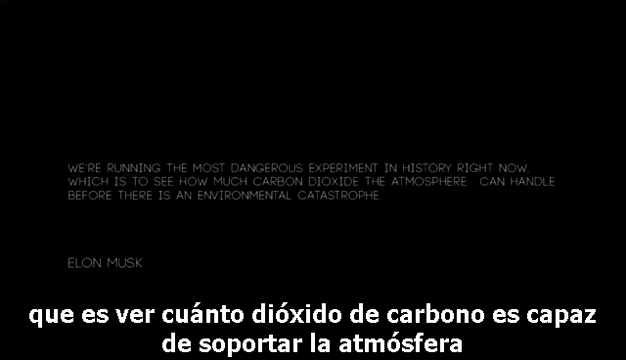 WE'RE RUNNING THE MOST DANGEROUS EXPERIMENT IN HISTORY RIGHT NOW,
WHICH IS TO SEE HOW MUCH CARBON DIOXIDE THE ATMOSPHERE CAN HANDLE
BEFORE THERE IS AN ENVIRONMENTAL CATASTROPHE
ELON MUSK
que es ver cuánto dióxido de carbono es capaz
de soportar la atmósfera